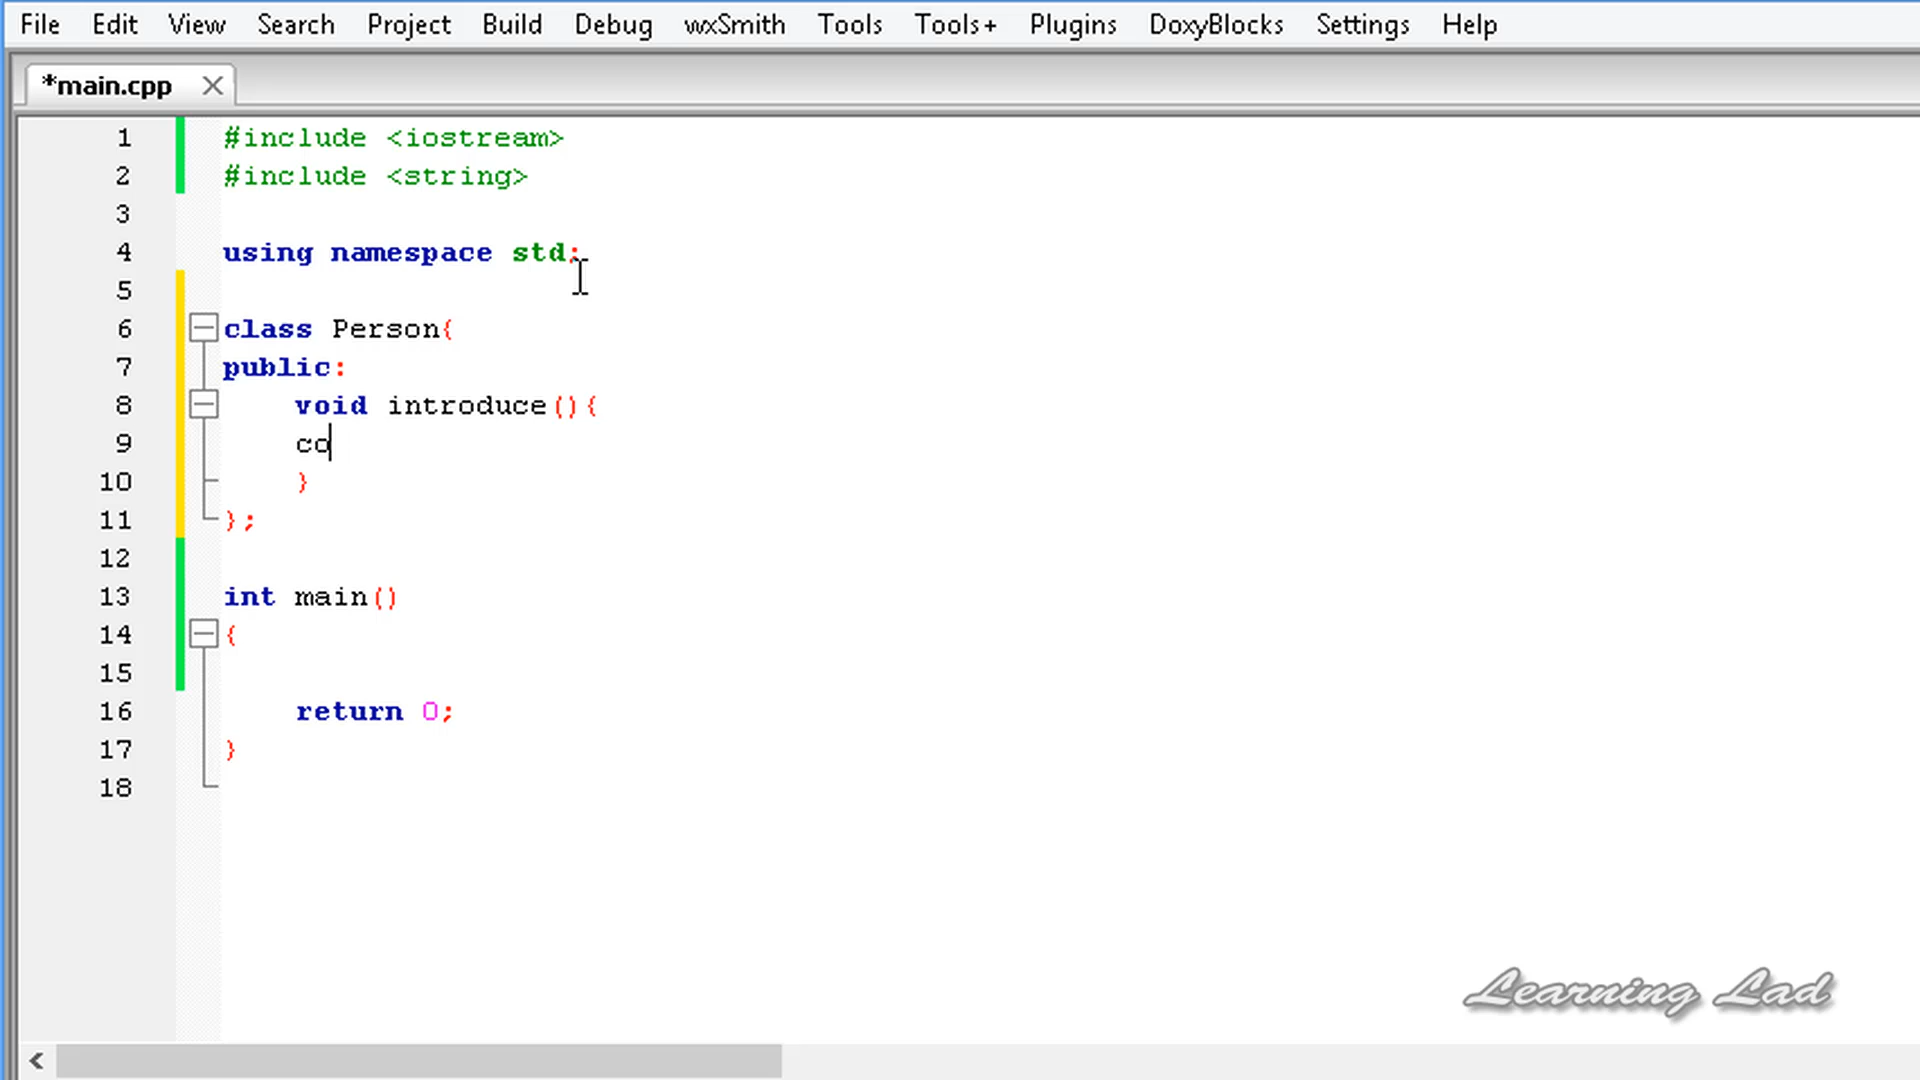 File Edit View Search Project Build Debug wxSmith Tools Tools+ Plugins DoxyBlocks Settings Help
*main.cpp
1 #include <iostream>
2 #include <string>
3
4 using namespace std;
5
6 class Person{
7 public:
8 void introduce(){
9 co
10 }
11 };
12
13 int main()
14 {
15
16 return 0;
17 }
18
Learning Lad